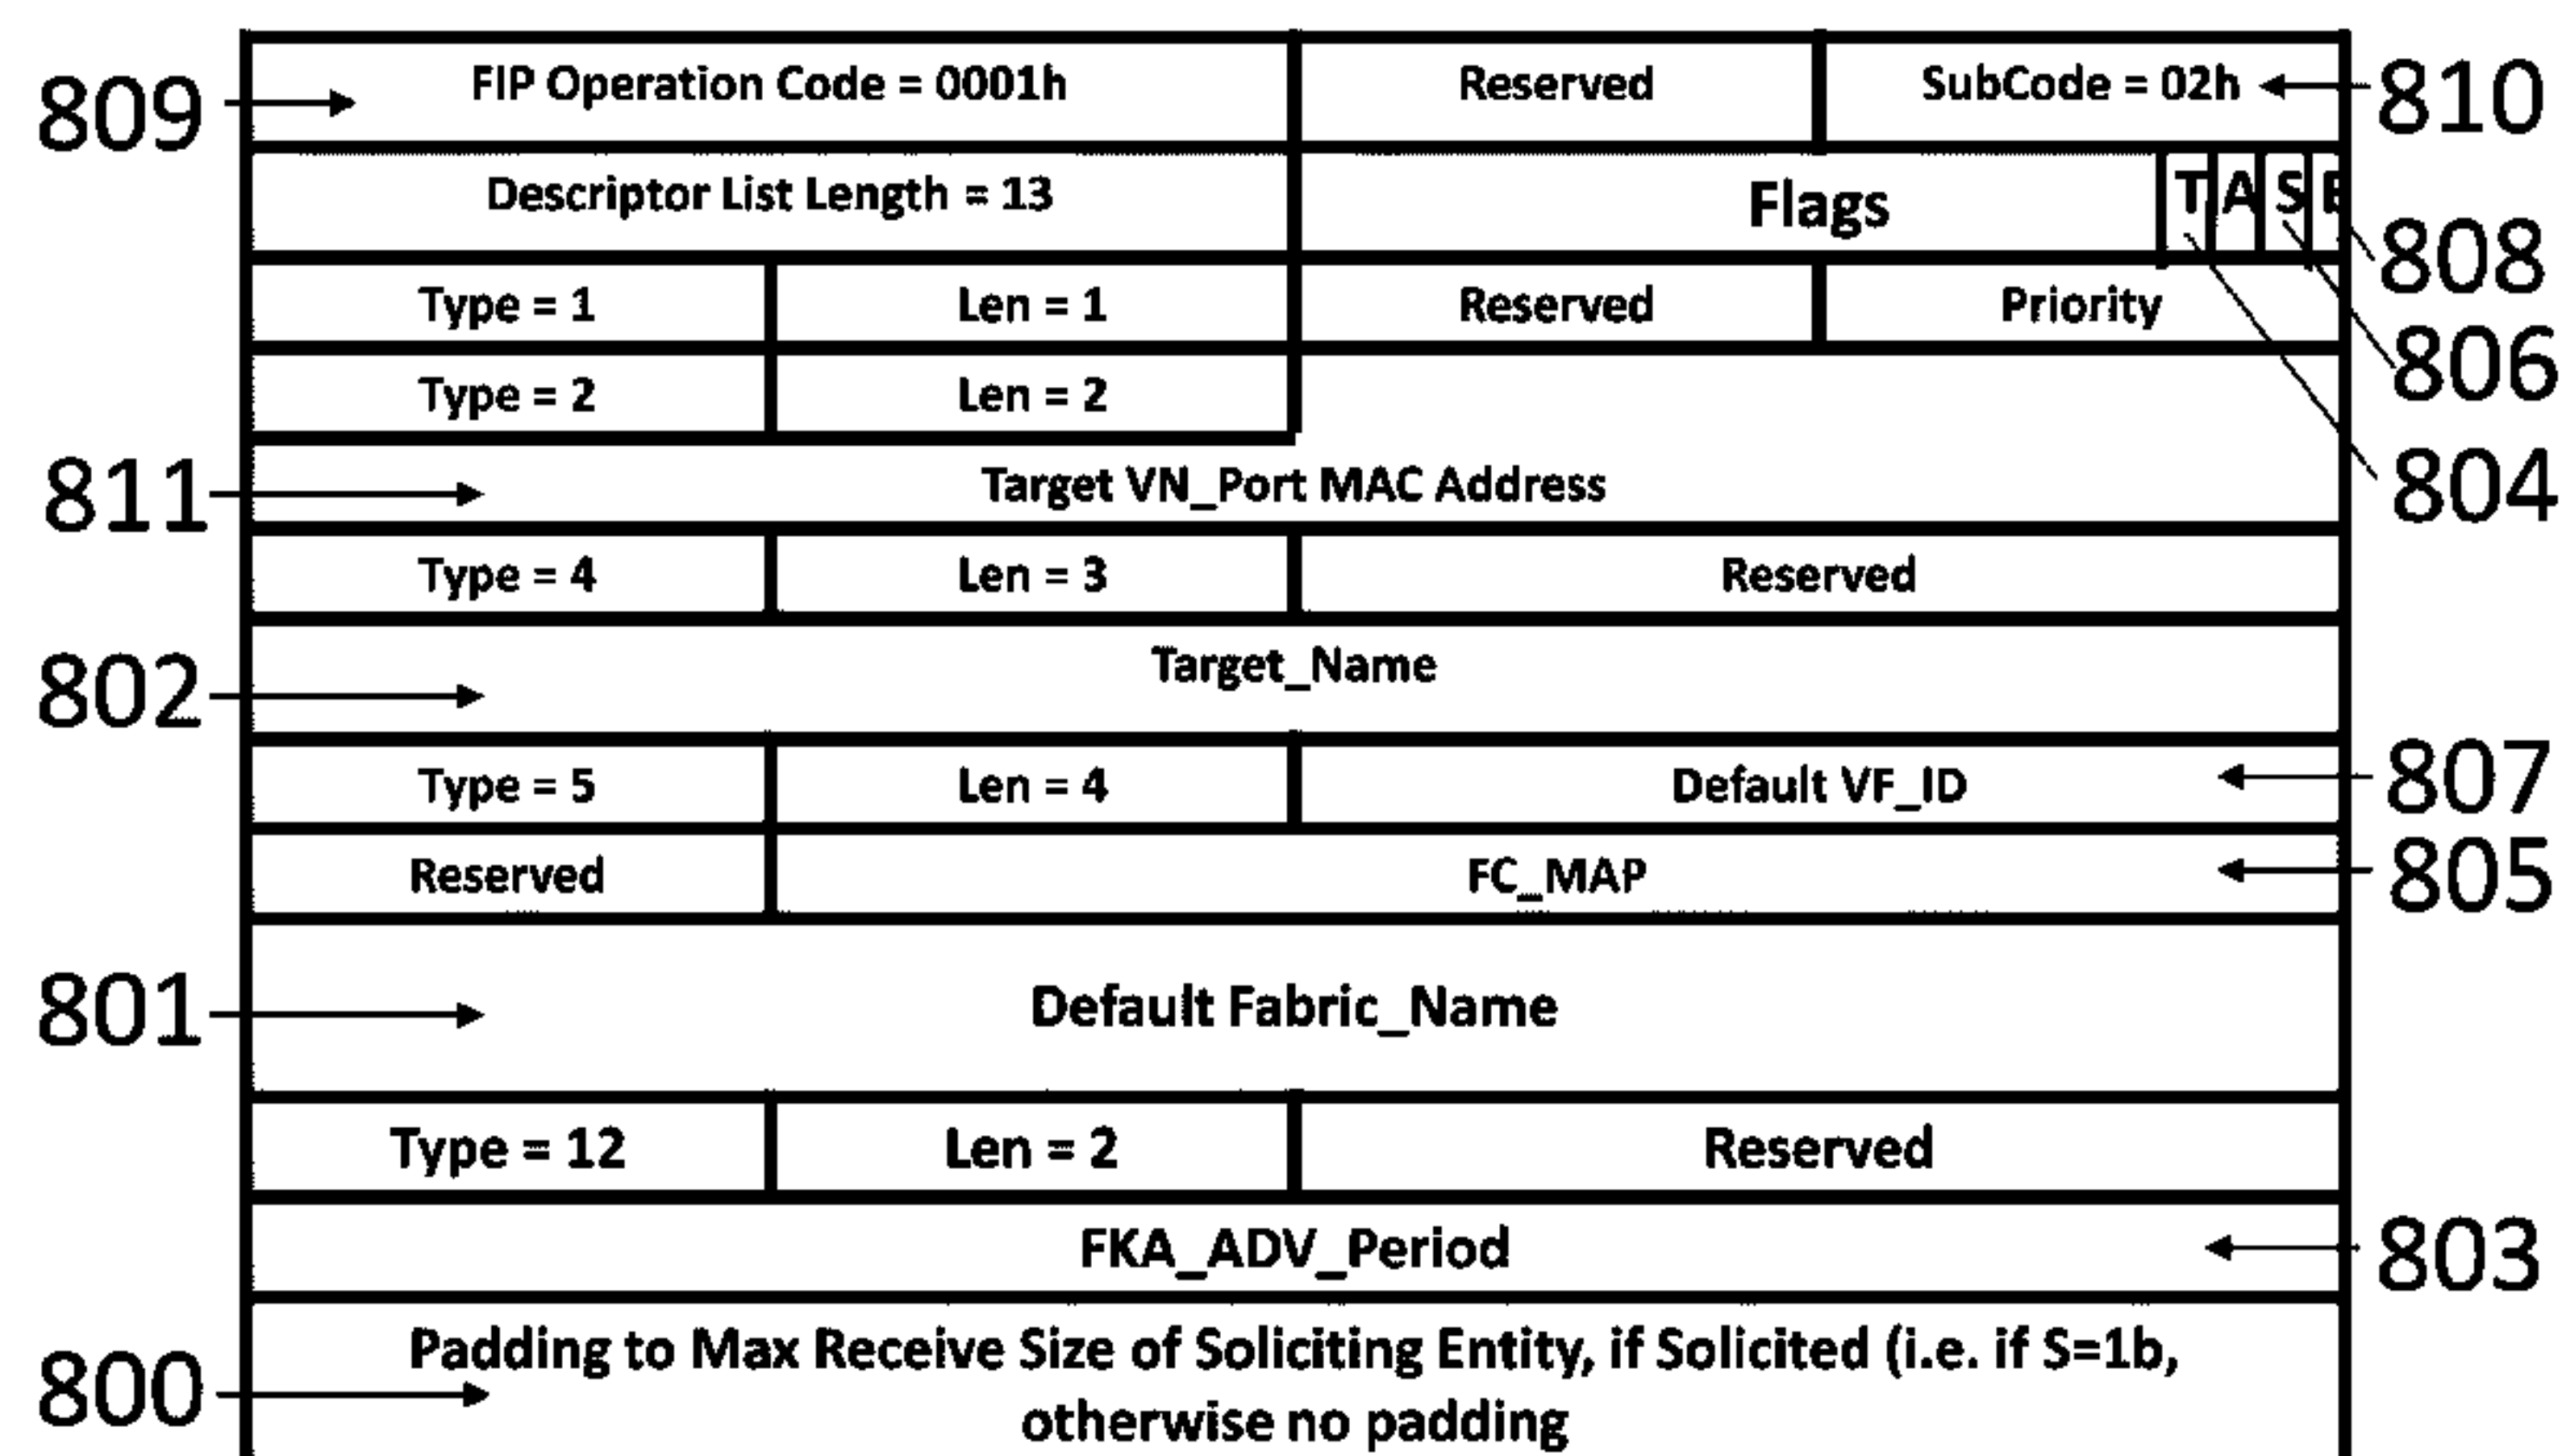 809 FIP Operation Code = 0001h Reserved SubCode = 02h 810
Descriptor List Length = 13 Flags T A S
808
Type = 1 Len = 1 Reserved Priority
806
Type = 2 Len = 2
804
811 Target VN_Port MAC Address
Type = 4 Len = 3 Reserved
802 Target_Name
Type = 5 Len = 4 Default VF_ID 807
Reserved FC_MAP 805
801 Default Fabric_Name
Type = 12 Len = 2 Reserved
FKA_ADV_Period 803
800 Padding to Max Receive Size of Soliciting Entity, if Solicited (i.e. if S=1b,
otherwise no padding